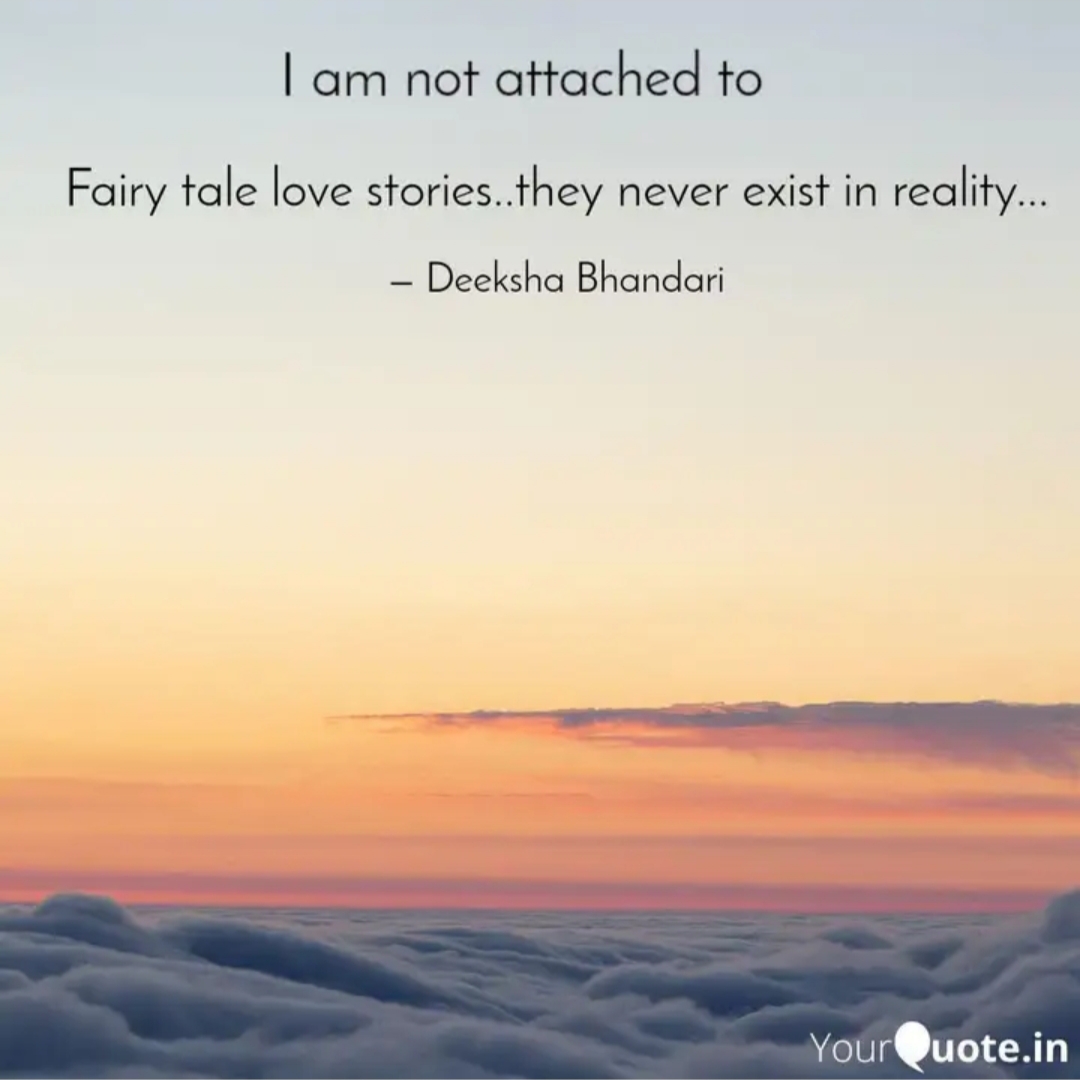 I am not attached to
Fairy tale love stories..they never exist in reality...
– Deeksha Bhandari
YourQuote.in